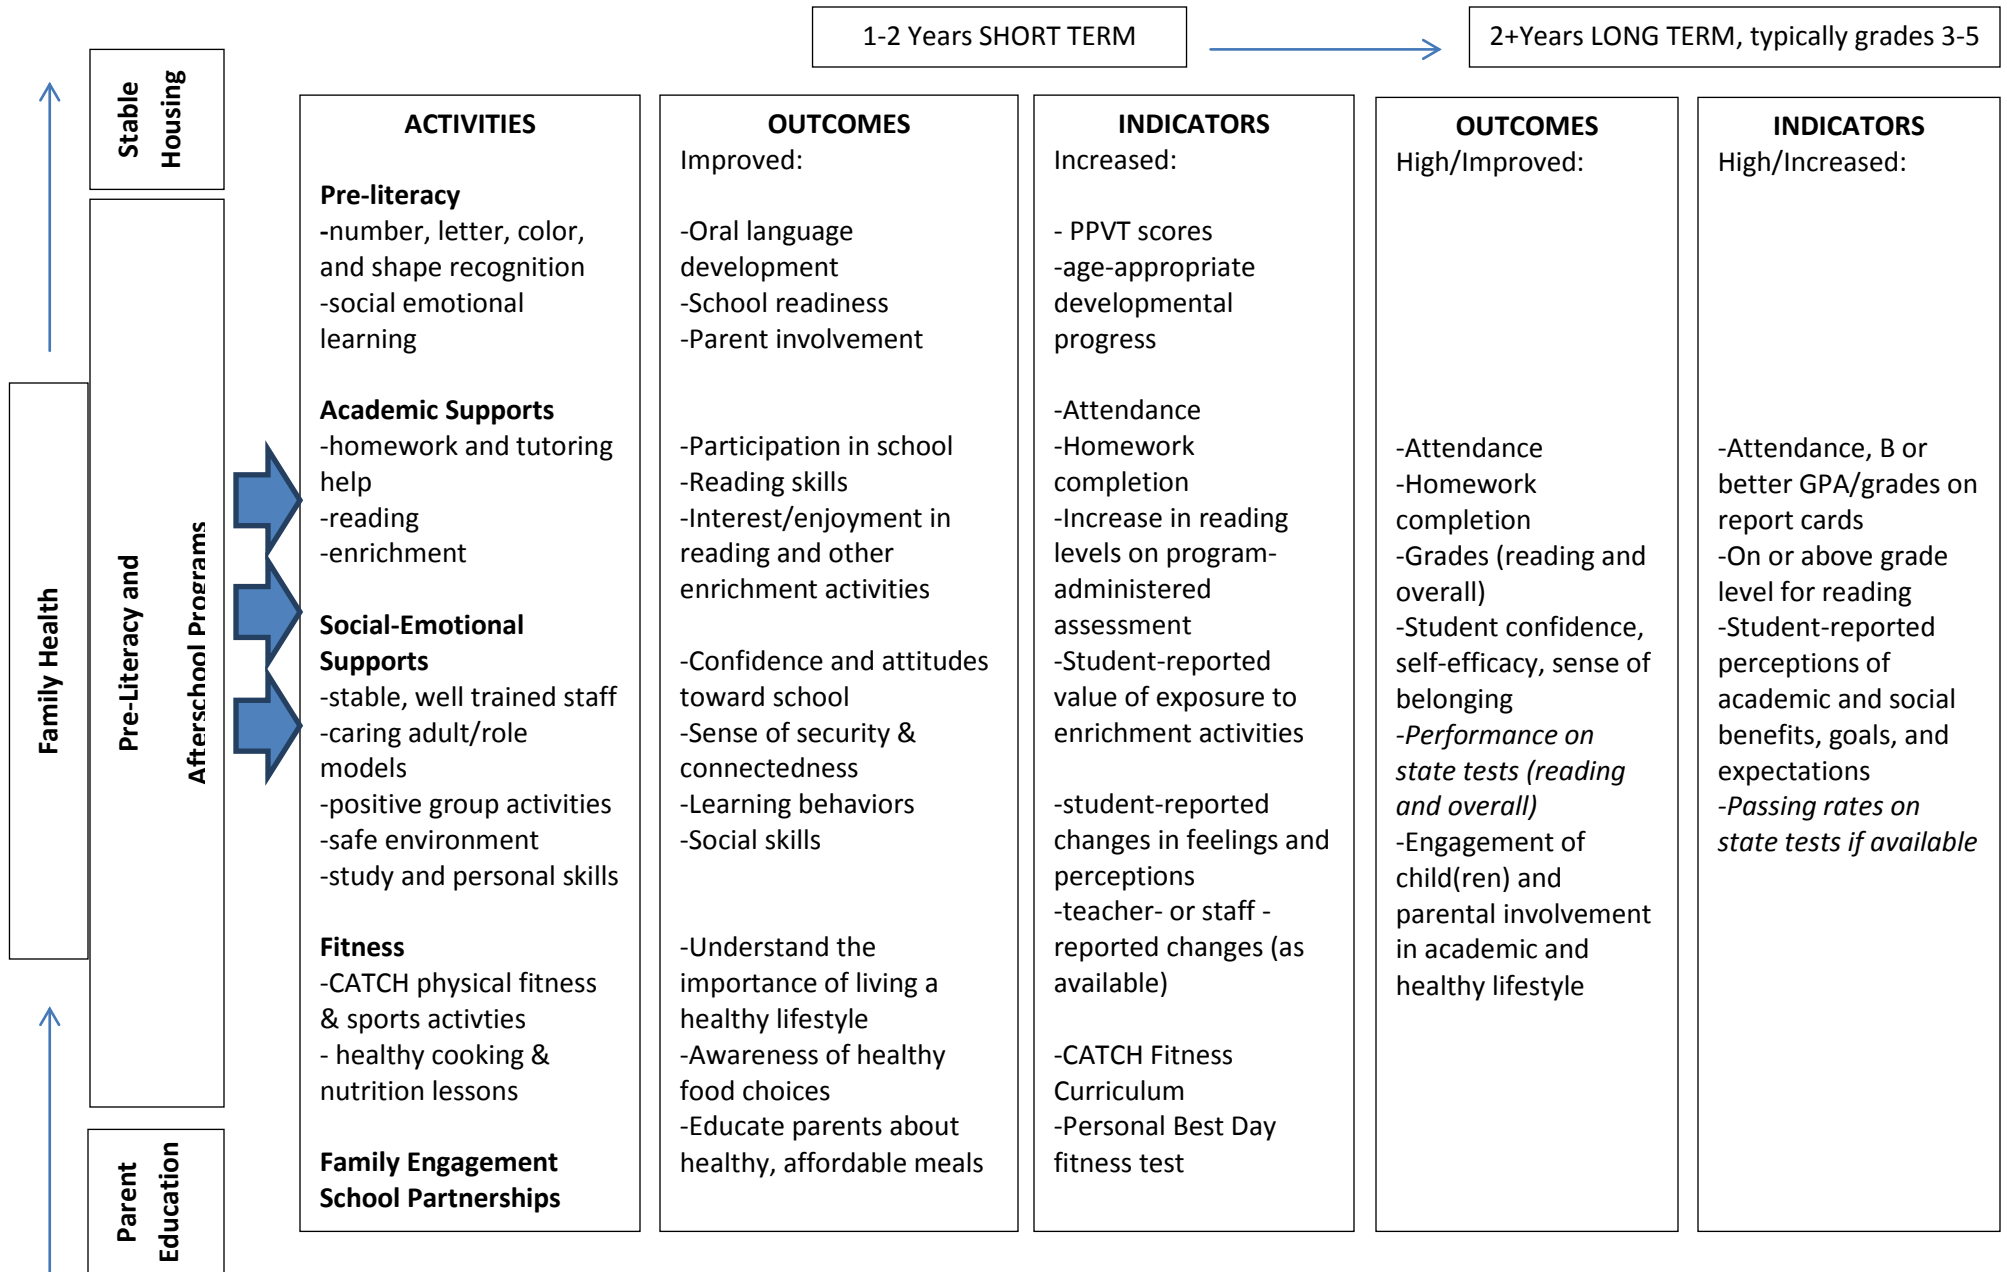 1-2 Years SHORT TERM
2+Years LONG TERM, typically grades 3-5
Stable
Housing
Family Health
Pre-Literacy and
Afterschool Programs
Parent
Education
ACTIVITIES
Pre-literacy
-number, letter, color,
and shape recognition
-social emotional
learning
Academic Supports
-homework and tutoring
help
-reading
-enrichment
Social-Emotional
Supports
-stable, well trained staff
-caring adult/role
models
-positive group activities
-safe environment
-study and personal skills
Fitness
-CATCH physical fitness
& sports activties
- healthy cooking &
nutrition lessons
Family Engagement
School Partnerships
OUTCOMES
Improved:
-Oral language
development
-School readiness
-Parent involvement
-Participation in school
-Reading skills
-Interest/enjoyment in
reading and other
enrichment activities
-Confidence and attitudes
toward school
-Sense of security &
connectedness
-Learning behaviors
-Social skills
-Understand the
importance of living a
healthy lifestyle
-Awareness of healthy
food choices
-Educate parents about
healthy, affordable meals
INDICATORS
Increased:
- PPVT scores
-age-appropriate
developmental
progress
-Attendance
-Homework
completion
-Increase in reading
levels on program-
administered
assessment
-Student-reported
value of exposure to
enrichment activities
-student-reported
changes in feelings and
perceptions
-teacher- or staff -
reported changes (as
available)
-CATCH Fitness
Curriculum
-Personal Best Day
fitness test
OUTCOMES
High/Improved:
-Attendance
-Homework
completion
-Grades (reading and
overall)
-Student confidence,
self-efficacy, sense of
belonging
-Performance on
state tests (reading
and overall)
-Engagement of
child(ren) and
parental involvement
in academic and
healthy lifestyle
INDICATORS
High/Increased:
-Attendance, B or
better GPA/grades on
report cards
-On or above grade
level for reading
-Student-reported
perceptions of
academic and social
benefits, goals, and
expectations
-Passing rates on
state tests if available